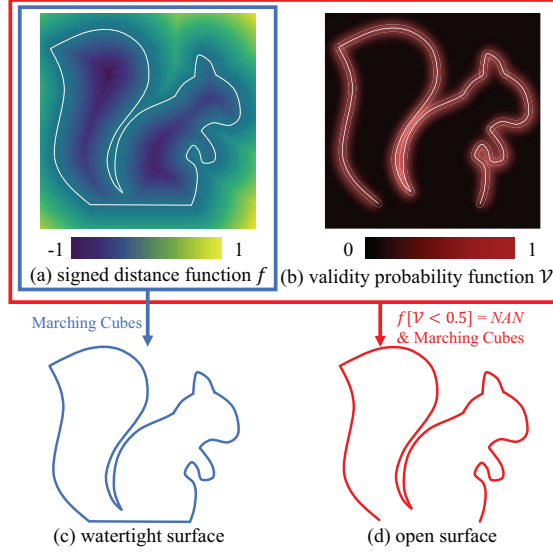 -1 1
0 1
(a) signed distance function f
(b) validity probability function 𝒱
Marching Cubes
f[𝒱 < 0.5] = NAN
& Marching Cubes
(c) watertight surface
(d) open surface